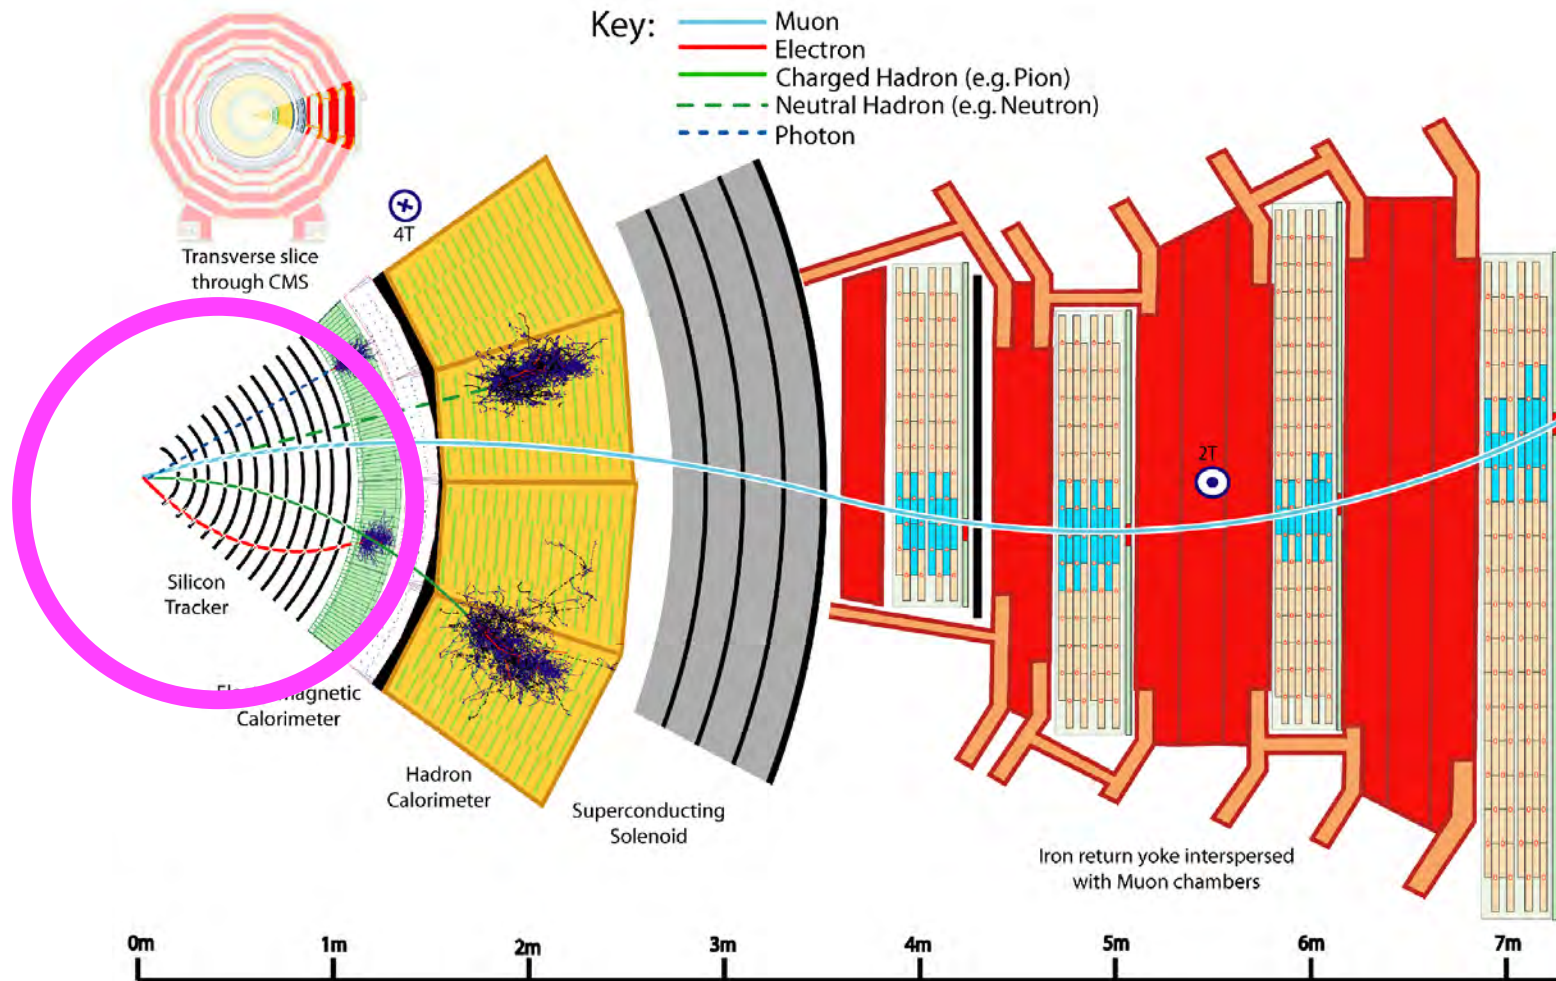 Key:
Muon
Electron
Charged Hadron (e.g. Pion)
Neutral Hadron (e.g. Neutron)
Photon
Transverse slice
through CMS
4T
2T
Silicon
Tracker
Electromagnetic
Calorimeter
Hadron
Calorimeter
Superconducting
Solenoid
Iron return yoke interspersed
with Muon chambers
0m 1m 2m 3m 4m 5m 6m 7m